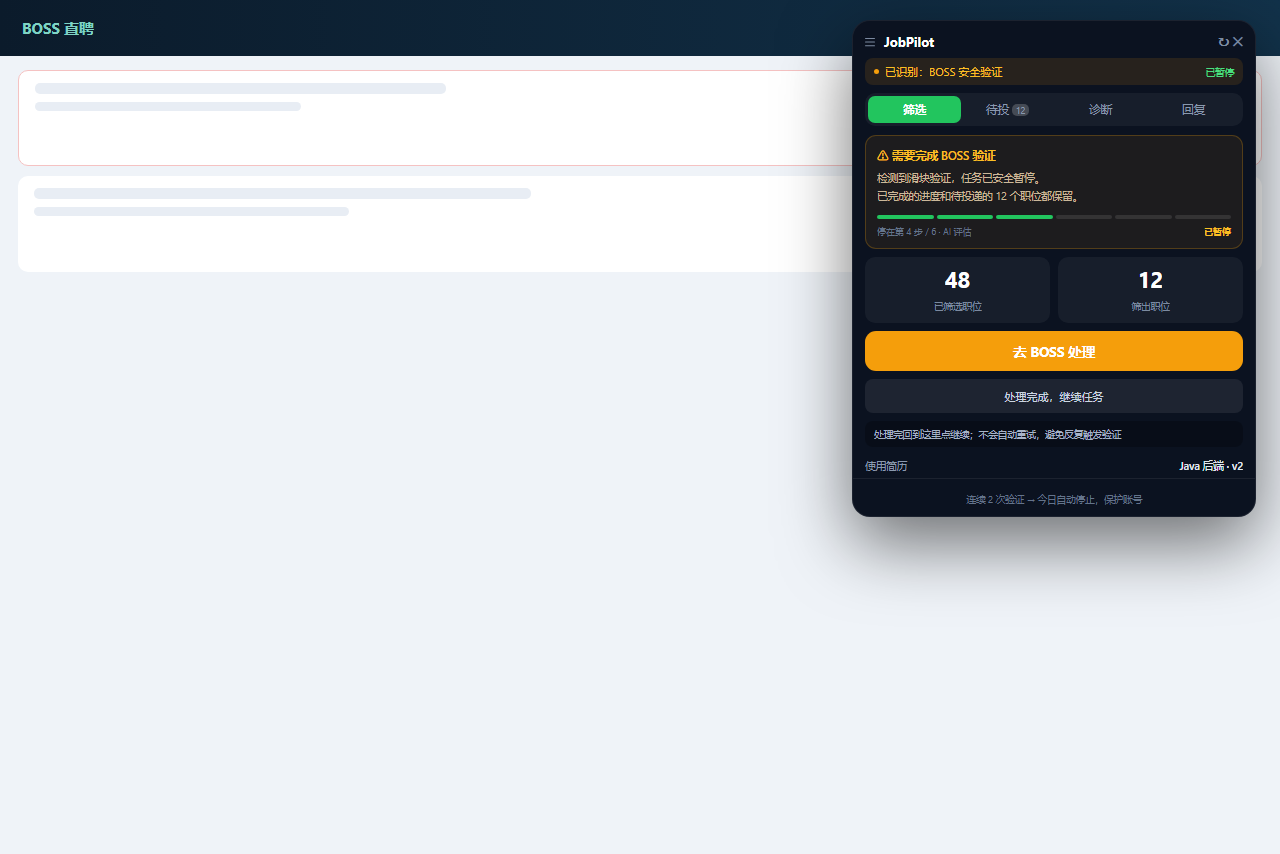 BOSS 直聘
JobPilot
已识别：BOSS 安全验证
已暂停
筛选
待投 12
诊断
回复
需要完成 BOSS 验证
检测到滑块验证，任务已安全暂停。
已完成的进度和待投递的 12 个职位都保留。
停在第 4 步 / 6 · AI 评估
已暂停
48
已筛选职位
12
筛出职位
去 BOSS 处理
处理完成，继续任务
处理完回到这里点继续；不会自动重试，避免反复触发验证
使用简历
Java 后端 · v2
连续 2 次验证 → 今日自动停止，保护账号